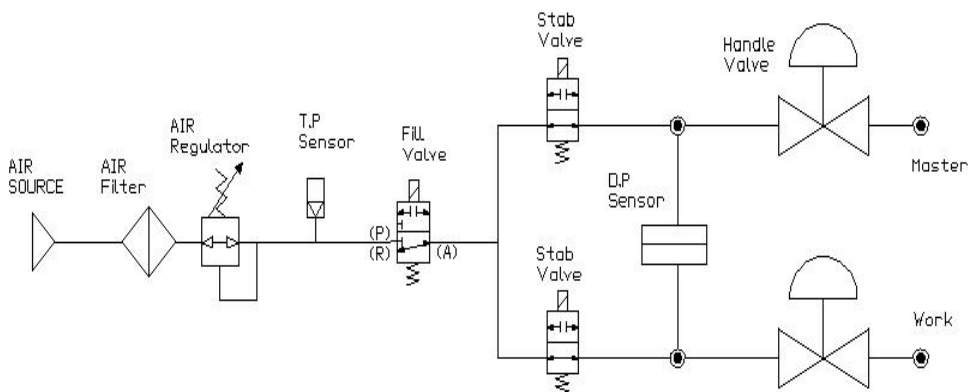 Stab
Valve
Handle
Valve
T.P
Sensor
AIR
Regulator
Fill
Valve
AIR
SOURCE
AIR
Filter
Master
D.P
Sensor
(P)
(R)
(A)
Stab
Valve
Work